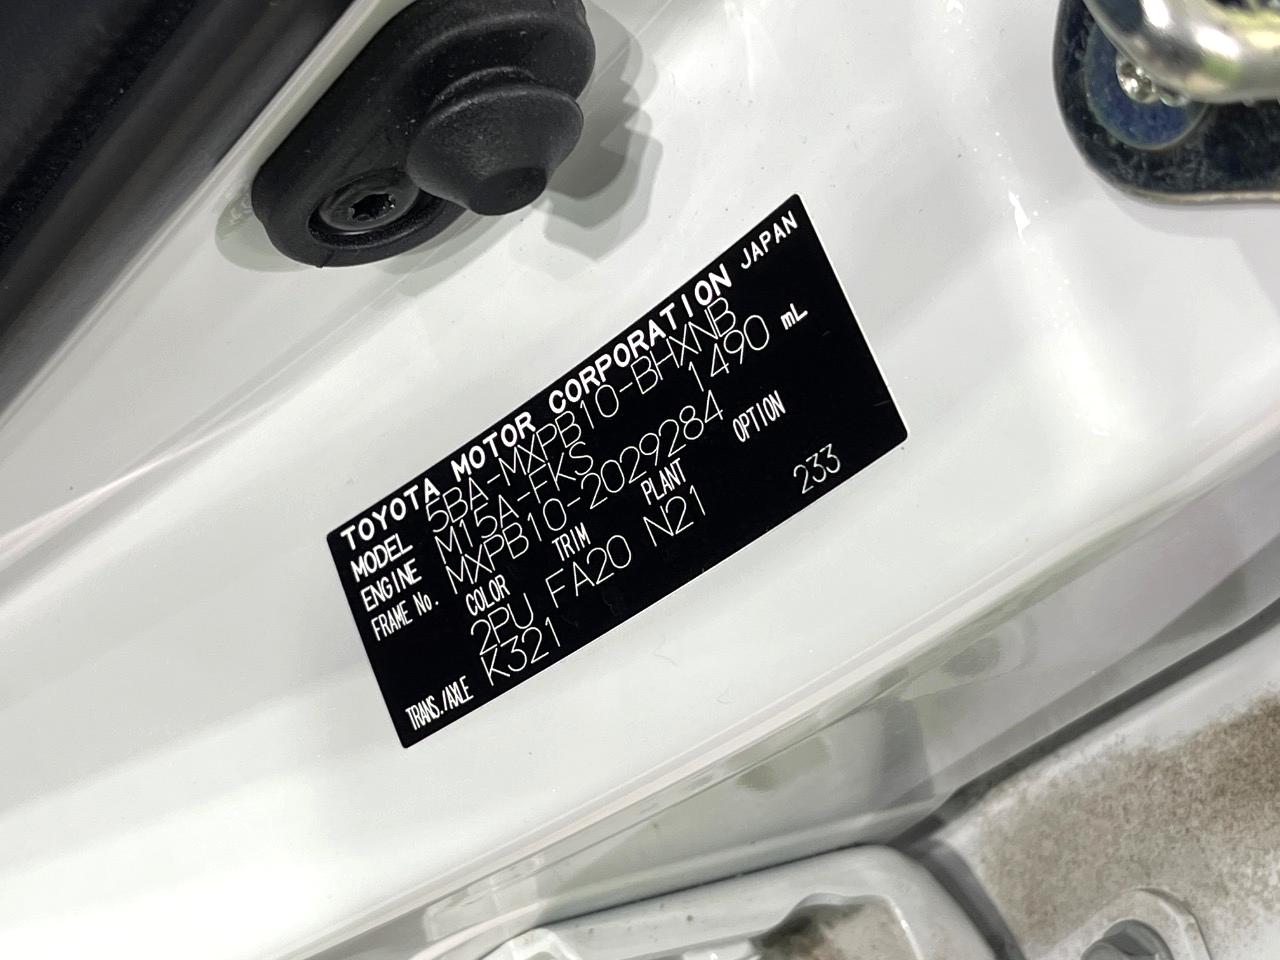 TOYOTA MOTOR CORPORATION JAPAN
MODEL 5BA-MXPB10-BHXNB
ENGINE M15A-FKS 1490 mL
FRAME No. MXPB10-2029284
COLOR TRIM PLANT OPTION
2PU FA20 N21
TRANS./AXLE K321 233